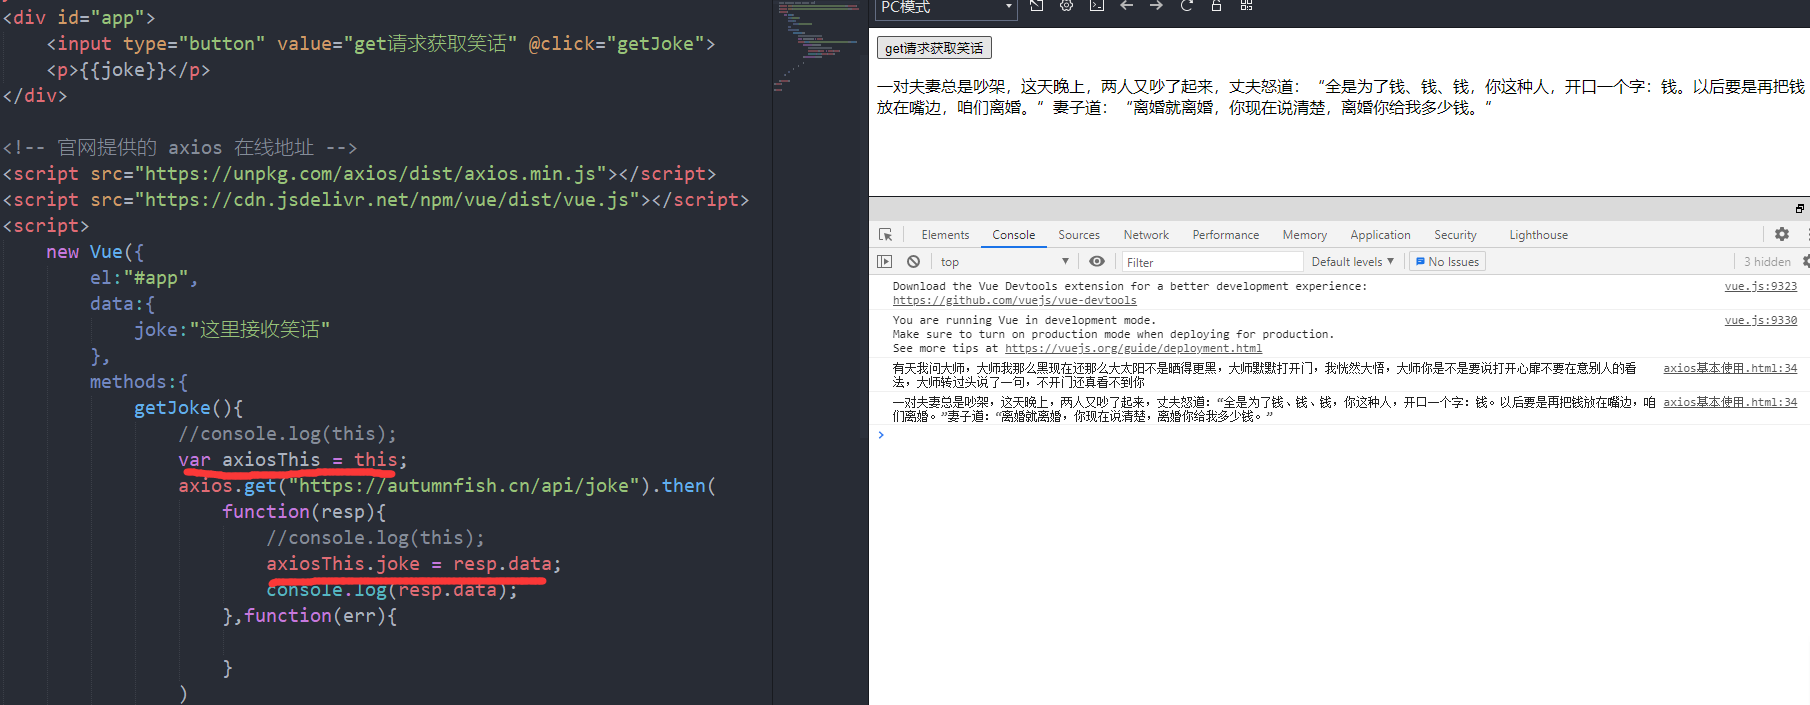 <div id="app">
<input type="button" value="get请求获取笑话" @click="getJoke">
<p>{{joke}}</p>
</div>
<!-- 官网提供的 axios 在线地址 -->
<script src="https://unpkg.com/axios/dist/axios.min.js"></script>
<script src="https://cdn.jsdelivr.net/npm/vue/dist/vue.js"></script>
<script>
new Vue({
el:"#app",
data:{
joke:"这里接收笑话"
},
methods:{
getJoke(){
//console.log(this);
var axiosThis = this;
axios.get("https://autumnfish.cn/api/joke").then(
function(resp){
//console.log(this);
axiosThis.joke = resp.data;
console.log(resp.data);
},function(err){
}
)
PC模式
get请求获取笑话
一对夫妻总是吵架，这天晚上，两人又吵了起来，丈夫怒道：“全是为了钱、钱、钱，你这种人，开口一个字：钱。以后要是再把钱
放在嘴边，咱们离婚。”妻子道：“离婚就离婚，你现在说清楚，离婚你给我多少钱。”
Elements Console Sources Network Performance Memory Application Security Lighthouse
top Filter Default levels No Issues 3 hidden
Download the Vue Devtools extension for a better development experience: vue.js:9323
https://github.com/vuejs/vue-devtools
You are running Vue in development mode. vue.js:9330
Make sure to turn on production mode when deploying for production.
See more tips at https://vuejs.org/guide/deployment.html
有天我问大师，大师我那么黑现在还那么大太阳不是晒得更黑，大师默默打开门，我恍然大悟，大师你是不是要说打开心扉不要在意别人的看 axios基本使用.html:34
法，大师转过头说了一句，不开门还真看不到你
一对夫妻总是吵架，这天晚上，两人又吵了起来，丈夫怒道：“全是为了钱、钱、钱，你这种人，开口一个字：钱。以后要是再把钱放在嘴边，咱 axios基本使用.html:34
们离婚。”妻子道：“离婚就离婚，你现在说清楚，离婚你给我多少钱。”